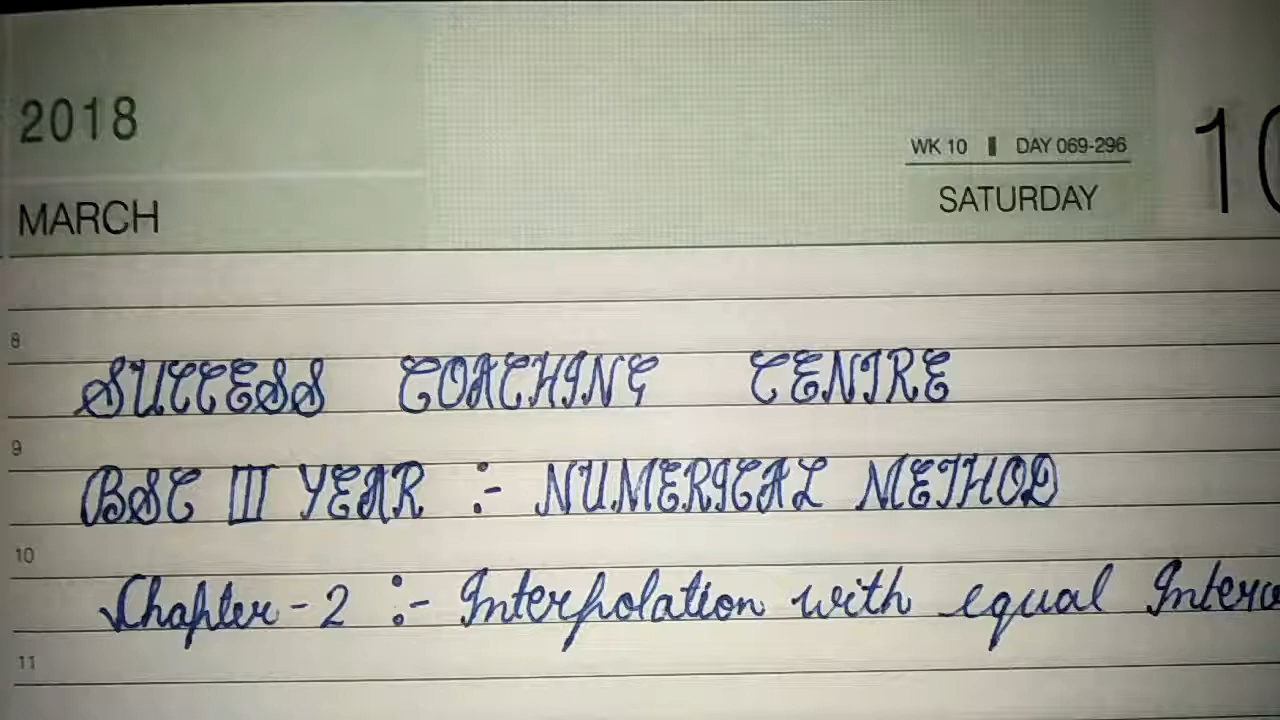 2018
MARCH
WK 10 ▮ DAY 069-296
SATURDAY
10
8
SUCCESS COACHING CENTRE
9
BSC III YEAR :- NUMERICAL METHOD
10
Chapter-2 :- Interpolation with equal
11